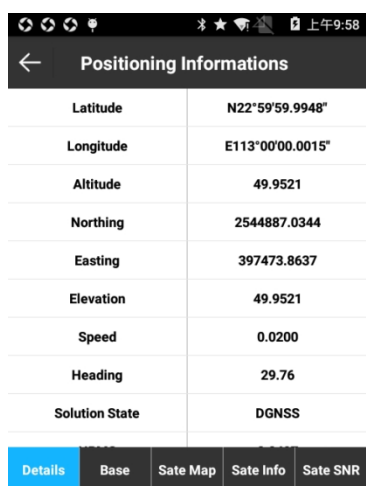 上午9:58
Positioning Informations
Latitude N22°59'59.9948"
Longitude E113°00'00.0015"
Altitude 49.9521
Northing 2544887.0344
Easting 397473.8637
Elevation 49.9521
Speed 0.0200
Heading 29.76
Solution State DGNSS
Details Base Sate Map Sate Info Sate SNR